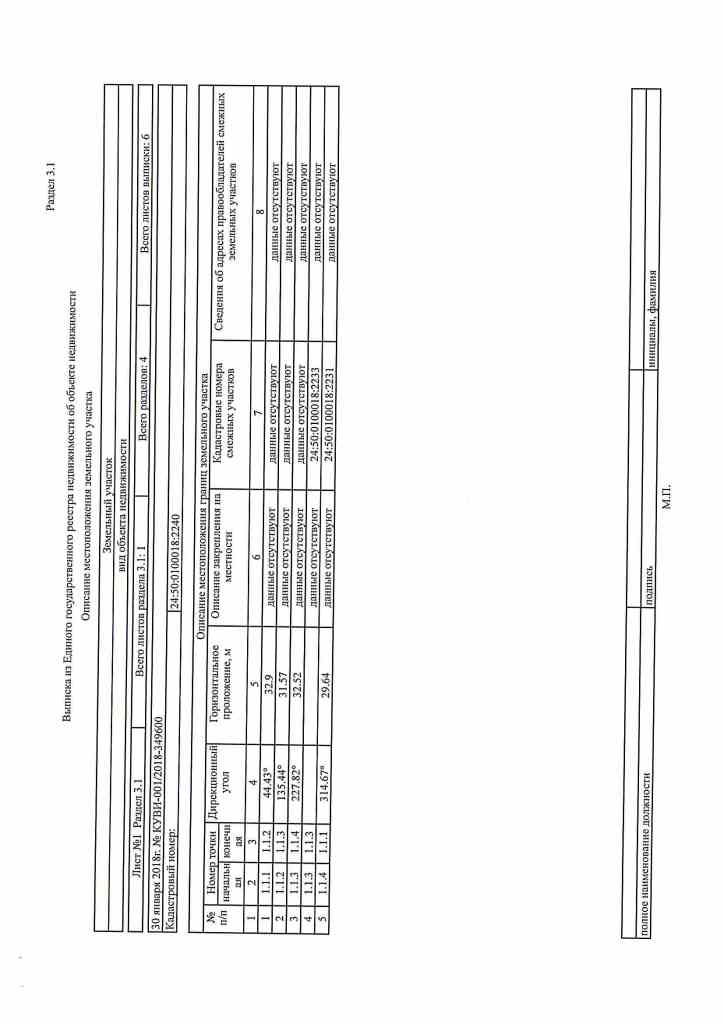 Раздел 3.1
Выписка из Единого государственного реестра недвижимости об объекте недвижимости
Описание местоположения земельного участка
Земельный участок
вид объекта недвижимости
Лист №1 Раздел 3.1 Всего листов раздела 3.1: 1 Всего разделов: 4 Всего листов выписки: 6
30 января 2018г. № КУВИ-001/2018-349600
Кадастровый номер: 24:50:0100018:2240
Описание местоположения границ земельного участка
№ п/п Номер точки Дирекционный угол Горизонтальное проложение, м Описание закрепления на местности Кадастровые номера смежных участков Сведения об адресах правообладателей смежных земельных участков
начальная конечная
1 2 3 4 5 6 7 8
1 1.1.1 1.1.2 44.43° 32.9 данные отсутствуют данные отсутствуют данные отсутствуют
2 1.1.2 1.1.3 135.44° 31.57 данные отсутствуют данные отсутствуют данные отсутствуют
3 1.1.3 1.1.4 227.82° 32.52 данные отсутствуют данные отсутствуют данные отсутствуют
4 1.1.3 1.1.3 данные отсутствуют 24:50:0100018:2233 данные отсутствуют
5 1.1.4 1.1.1 314.67° 29.64 данные отсутствуют 24:50:0100018:2231 данные отсутствуют
полное наименование должности подпись инициалы, фамилия
М.П.